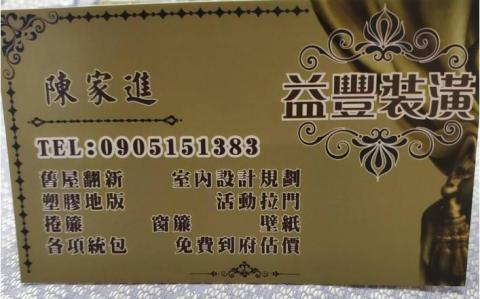 益豐裝潢
陳家進
TEL:0905151383
舊屋翻新 室內設計規劃
塑膠地版 活動拉門
捲簾 窗簾 壁紙
各項統包 免費到府估價